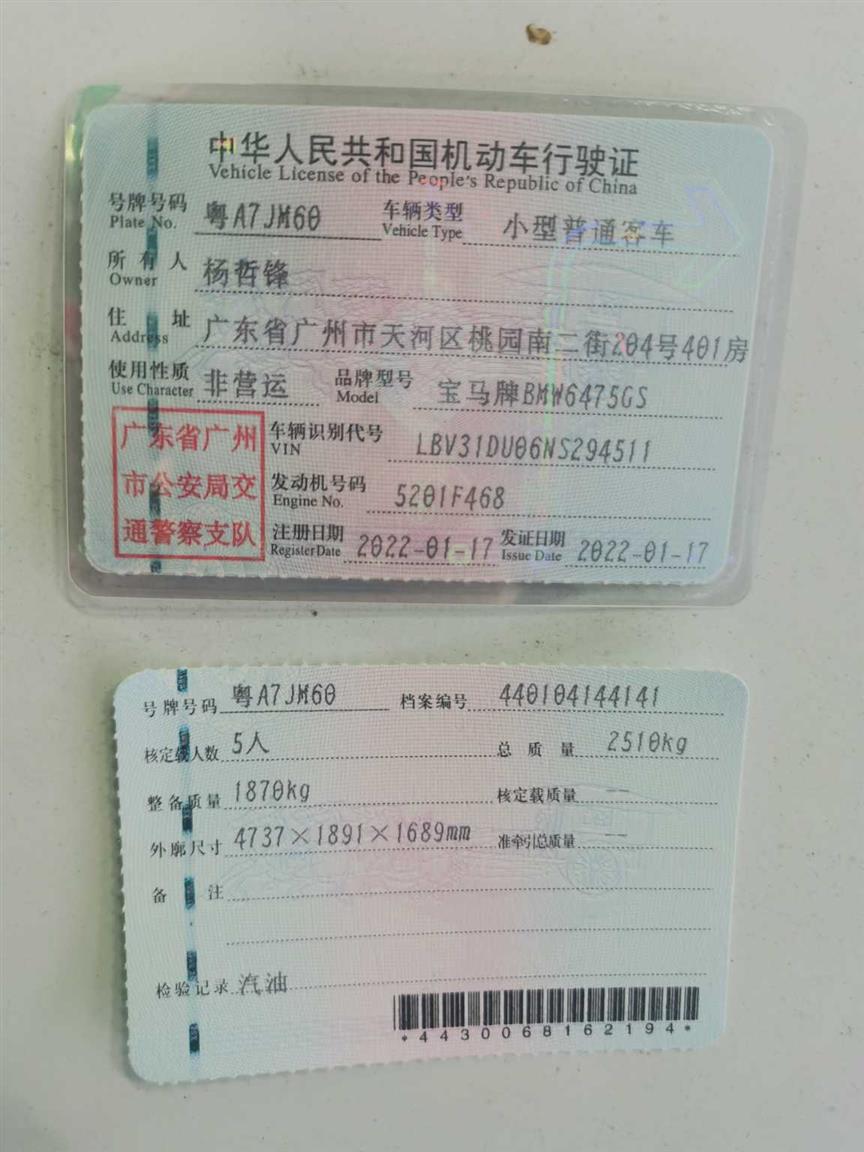 中华人民共和国机动车行驶证
Vehicle License of the People's Republic of China
号牌号码 粤A7JM60 车辆类型 小型普通客车
Plate No. Vehicle Type
所有人 杨哲锋
Owner
住址 广东省广州市天河区桃园南二街204号401房
Address
使用性质 非营运 品牌型号 宝马牌BMW6475GS
Use Character Model
广东省广州
市公安局交
通警察支队
车辆识别代号 LBV31DU06NS294511
VIN
发动机号码 5201F468
Engine No.
注册日期 2022-01-17 发证日期 2022-01-17
Register Date Issue Date
号牌号码 粤A7JM60 档案编号 440104144141
核定载人数 5人 总质量 2510kg
整备质量 1870kg 核定载质量 --
外廓尺寸 4737×1891×1689mm 准牵引总质量 --
备注
检验记录 汽油
*4430068162194*